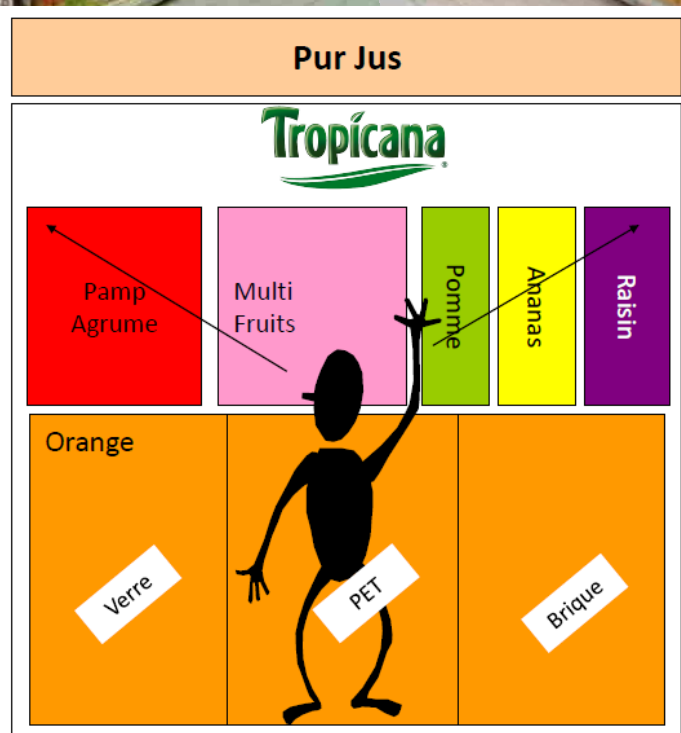 Pur Jus
Tropicana
Pamp
Agrume
Multi
Fruits
Pomme
Ananas
Raisin
Orange
Verre
PET
Brique